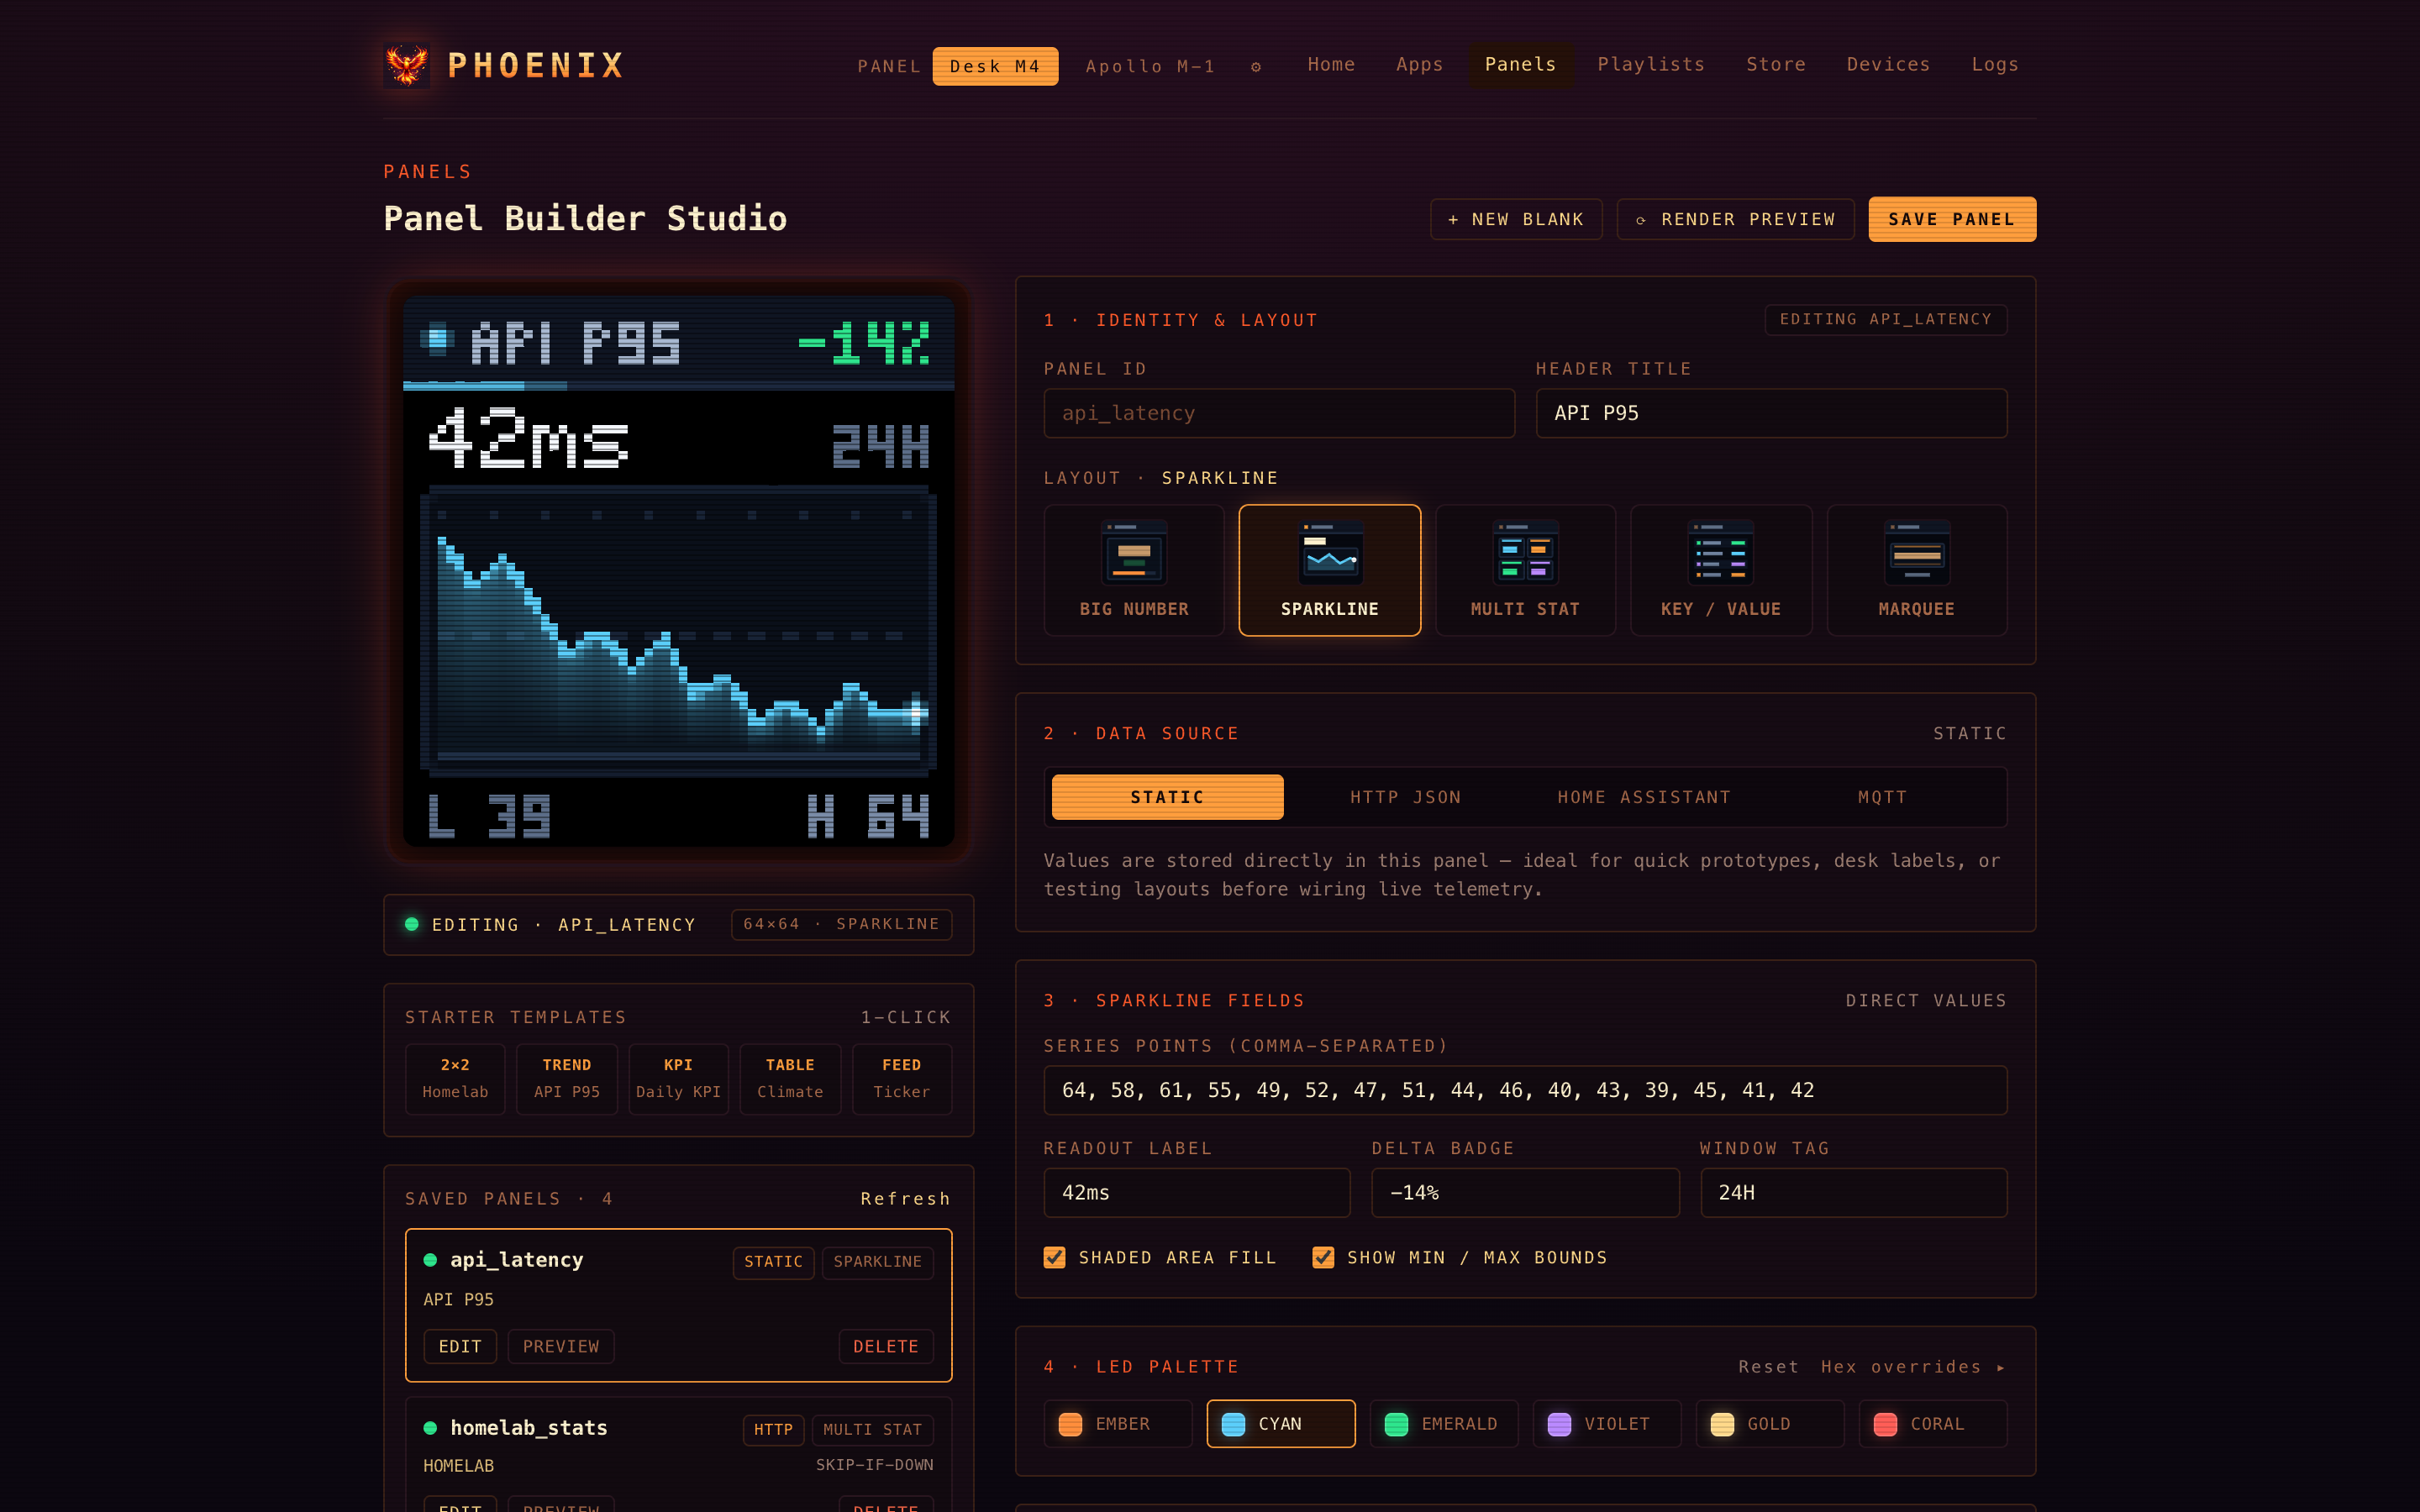 PHOENIX
PANEL Desk M4 Apollo M-1 Home Apps Panels Playlists Store Devices Logs
PANELS
Panel Builder Studio
+ NEW BLANK
⟳ RENDER PREVIEW
SAVE PANEL
API P95 -14%
42ms 24H
L 39 H 64
EDITING · API_LATENCY
64×64 · SPARKLINE
STARTER TEMPLATES 1-CLICK
2×2 TREND KPI TABLE FEED
Homelab API P95 Daily KPI Climate Ticker
SAVED PANELS · 4 Refresh
api_latency STATIC SPARKLINE
API P95
EDIT PREVIEW DELETE
homelab_stats HTTP MULTI STAT
HOMELAB SKIP-IF-DOWN
EDIT PREVIEW DELETE
1 · IDENTITY & LAYOUT EDITING API_LATENCY
PANEL ID HEADER TITLE
api_latency API P95
LAYOUT · SPARKLINE
BIG NUMBER SPARKLINE MULTI STAT KEY / VALUE MARQUEE
2 · DATA SOURCE STATIC
STATIC HTTP JSON HOME ASSISTANT MQTT
Values are stored directly in this panel — ideal for quick prototypes, desk labels, or
testing layouts before wiring live telemetry.
3 · SPARKLINE FIELDS DIRECT VALUES
SERIES POINTS (COMMA-SEPARATED)
64, 58, 61, 55, 49, 52, 47, 51, 44, 46, 40, 43, 39, 45, 41, 42
READOUT LABEL DELTA BADGE WINDOW TAG
42ms -14% 24H
SHADED AREA FILL SHOW MIN / MAX BOUNDS
4 · LED PALETTE Reset Hex overrides ▸
EMBER CYAN EMERALD VIOLET GOLD CORAL